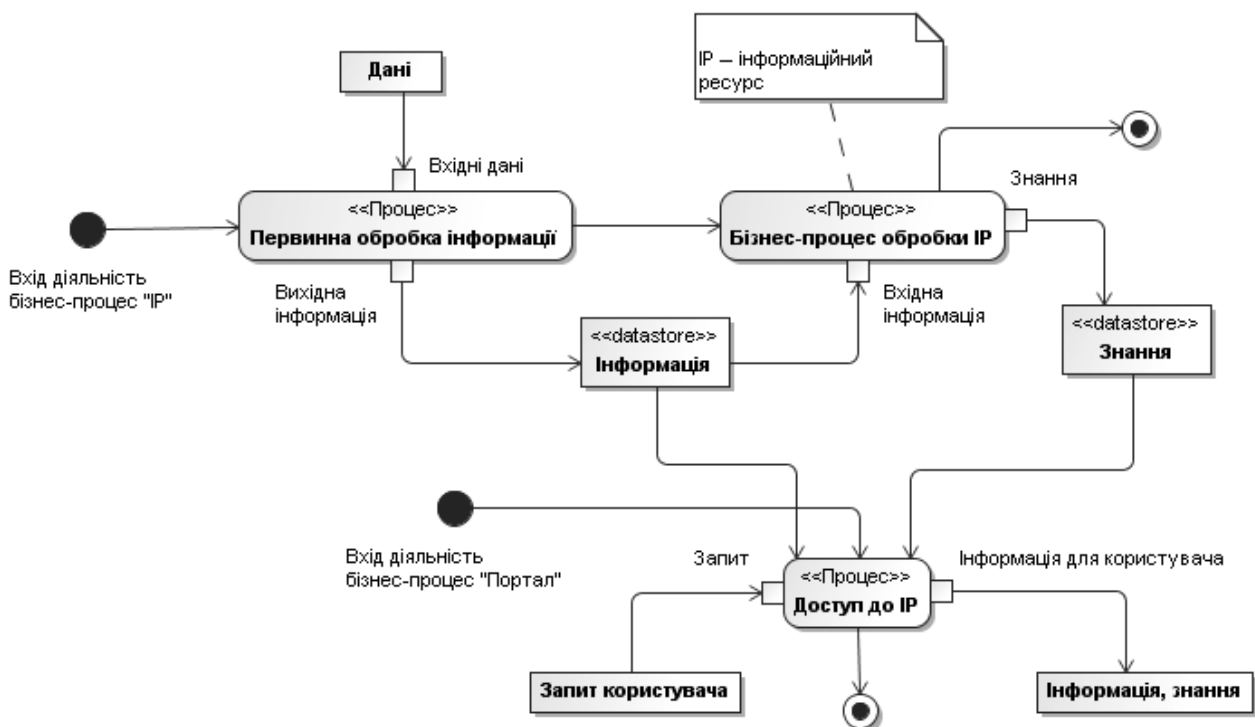 ІР – інформаційний
ресурс
Дані
Вхідні дані
Знання
<<Процес>>
Первинна обробка інформації
<<Процес>>
Бізнес-процес обробки ІР
Вхід діяльність
бізнес-процес "ІР"
Вихідна
інформація
Вхідна
інформація
<<datastore>>
Інформація
<<datastore>>
Знання
Вхід діяльність
бізнес-процес "Портал"
Запит
<<Процес>>
Доступ до ІР
Інформація для користувача
Запит користувача
Інформація, знання